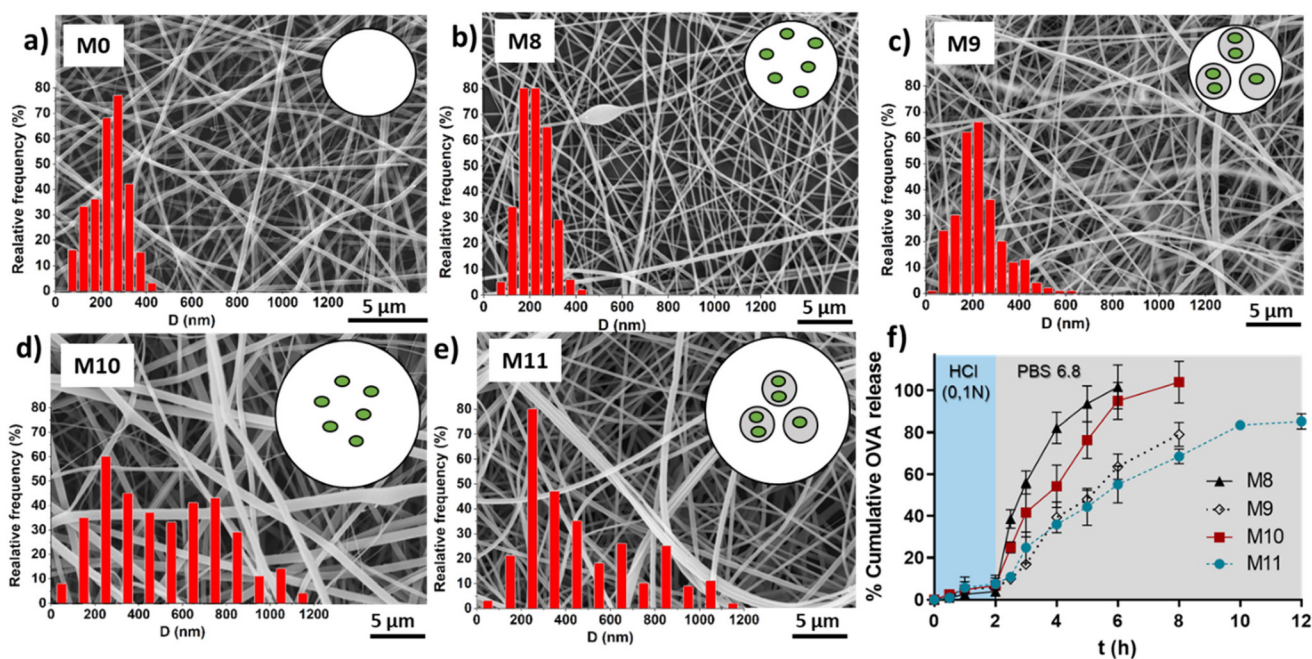 a) M0
Realative frequency (%)
80
70
60
50
40
30
20
10
0
0 200 400 600 800 1000 1200
D (nm)
5 µm
b) M8
Realative frequency (%)
80
70
60
50
40
30
20
10
0
0 200 400 600 800 1000 1200
D (nm)
5 µm
c) M9
Realative frequency (%)
80
70
60
50
40
30
20
10
0
0 200 400 600 800 1000 1200
D (nm)
5 µm
d) M10
Realative frequency (%)
80
70
60
50
40
30
20
10
0
0 200 400 600 800 1000 1200
D (nm)
5 µm
e) M11
Realative frequency (%)
80
70
60
50
40
30
20
10
0
0 200 400 600 800 1000 1200
D (nm)
5 µm
f)
HCl
(0,1N)
PBS 6.8
% Cumulative OVA release
100
80
60
40
20
0
M8
M9
M10
M11
0 2 4 6 8 10 12
t (h)